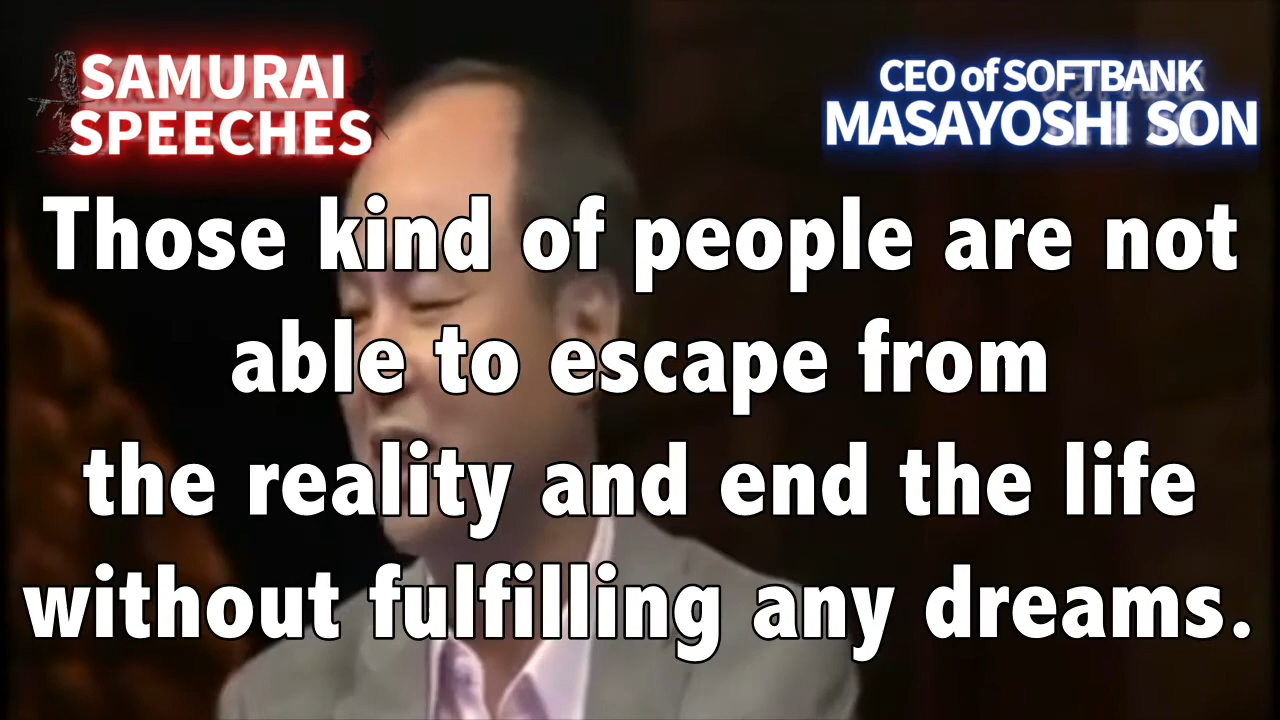 SAMURAI
SPEECHES
CEO of SOFTBANK
MASAYOSHI SON
Those kind of people are not
able to escape from
the reality and end the life
without fulfilling any dreams.